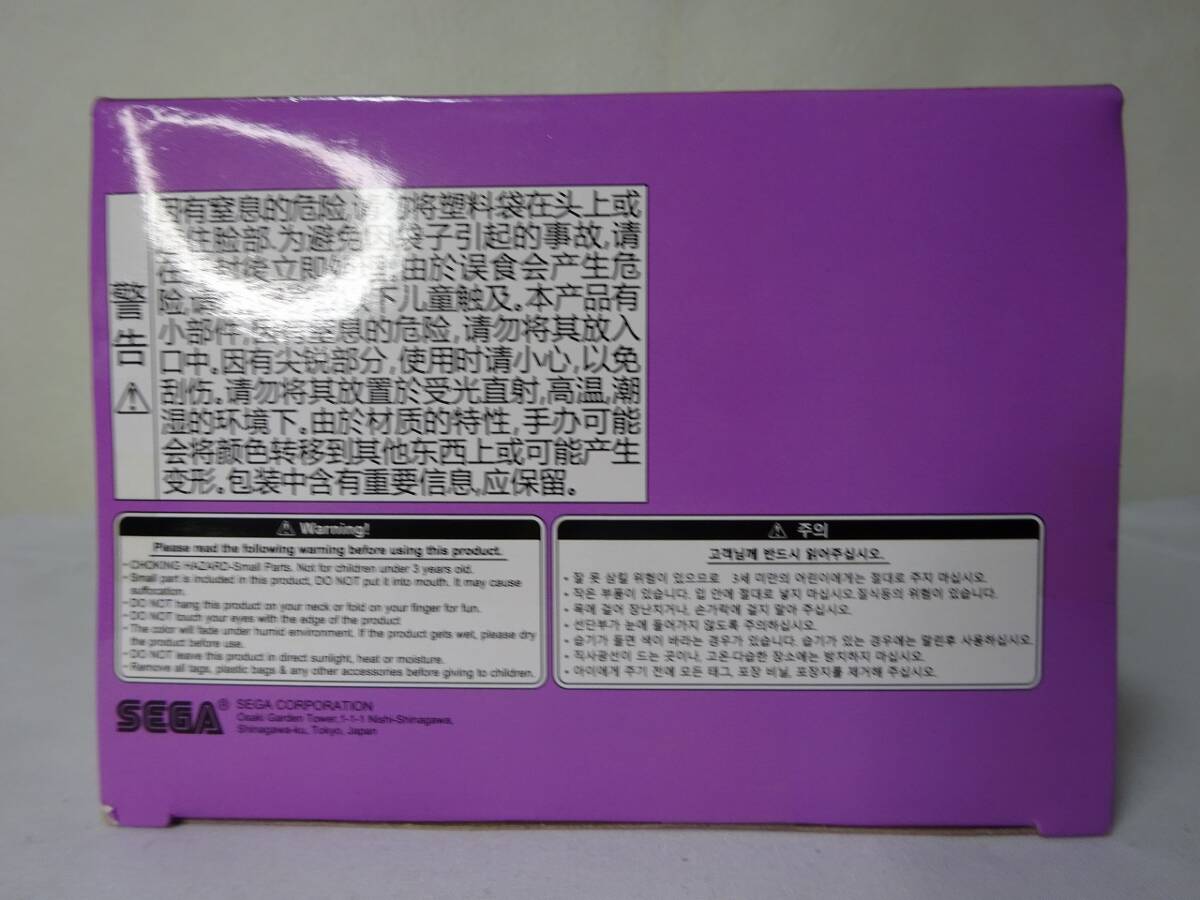 警告
因有窒息的危险,请勿将塑料袋在头上或
住脸部.为避免因袋子引起的事故,请
在 封後立即 由於误食会产生危
险,请 下儿童触及。本产品有
小部件,因有窒息的危险,请勿将其放入
口中。因有尖锐部分,使用时请小心,以免
刮伤。请勿将其放置於受光直射,高温,潮
湿的环境下。由於材质的特性,手办可能
会将颜色转移到其他东西上或可能产生
变形。包装中含有重要信息,应保留。
Warning!
Please read the following warning before using this product.
-CHOKING HAZARD-Small Parts. Not for children under 3 years old.
-Small part is included in this product, DO NOT put it into mouth. It may cause
suffocation.
-DO NOT hang this product on your neck or fold on your finger for fun.
-DO NOT touch your eyes with the edge of the product
-The color will fade under humid environment. If the product gets wet, please dry
the product before use.
-DO NOT leave this product in direct sunlight, heat or moisture.
-Remove all tags, plastic bags & any other accessories before giving to children.
주의
고객님께 반드시 읽어주십시오.
• 잘 못 삼킬 위험이 있으므로 3세 미만의 어린이에게는 절대로 주지 마십시오.
• 작은 부품이 있습니다. 입 안에 절대로 넣지 마십시오.질식등의 위험이 있습니다.
• 목에 걸어 장난치거나, 손가락에 걸지 말아 주십시오.
• 선단부가 눈에 들어가지 않도록 주의하십시오.
• 습기가 들면 색이 바라는 경우가 있습니다. 습기가 있는 경우에는 말린후 사용하십시오.
• 직사광선이 드는 곳이나, 고온다습한 장소에는 방치하지 마십시오.
• 아이에게 주기 전에 모든 태그, 포장 비닐, 포장지를 제거해 주십시오.
SEGA®
SEGA CORPORATION
Osaki Garden Tower,1-1-1 Nishi-Shinagawa,
Shinagawa-ku, Tokyo, Japan